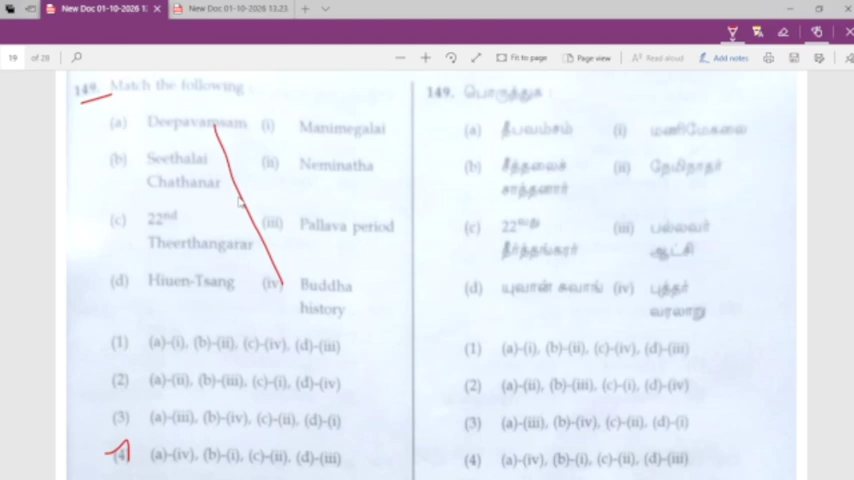 New Doc 01-10-2026 1
New Doc 01-10-2026 13.23
19 of 28
Fit to page
Page view
Read aloud
Add notes
149. Match the following
(a) Deepavamsam (i) Manimegalai
(b) Seethalai (ii) Neminatha
Chathanar
(c) 22nd (iii) Pallava period
Theerthangarar
(d) Hiuen-Tsang (iv) Buddha
history
(1) (a)-(i), (b)-(ii), (c)-(iv), (d)-(iii)
(2) (a)-(ii), (b)-(iii), (c)-(i), (d)-(iv)
(3) (a)-(iii), (b)-(iv), (c)-(ii), (d)-(i)
(4) (a)-(iv), (b)-(i), (c)-(ii), (d)-(iii)
149. பொருத்துக :
(a) தீபவம்சம் (i) மணிமேகலை
(b) சீத்தலைச் (ii) நேமிநாதர்
சாத்தனார்
(c) 22வது (iii) பல்லவர்
தீர்த்தங்கரர் ஆட்சி
(d) யுவான் சுவாங் (iv) புத்தர்
வரலாறு
(1) (a)-(i), (b)-(ii), (c)-(iv), (d)-(iii)
(2) (a)-(ii), (b)-(iii), (c)-(i), (d)-(iv)
(3) (a)-(iii), (b)-(iv), (c)-(ii), (d)-(i)
(4) (a)-(iv), (b)-(i), (c)-(ii), (d)-(iii)